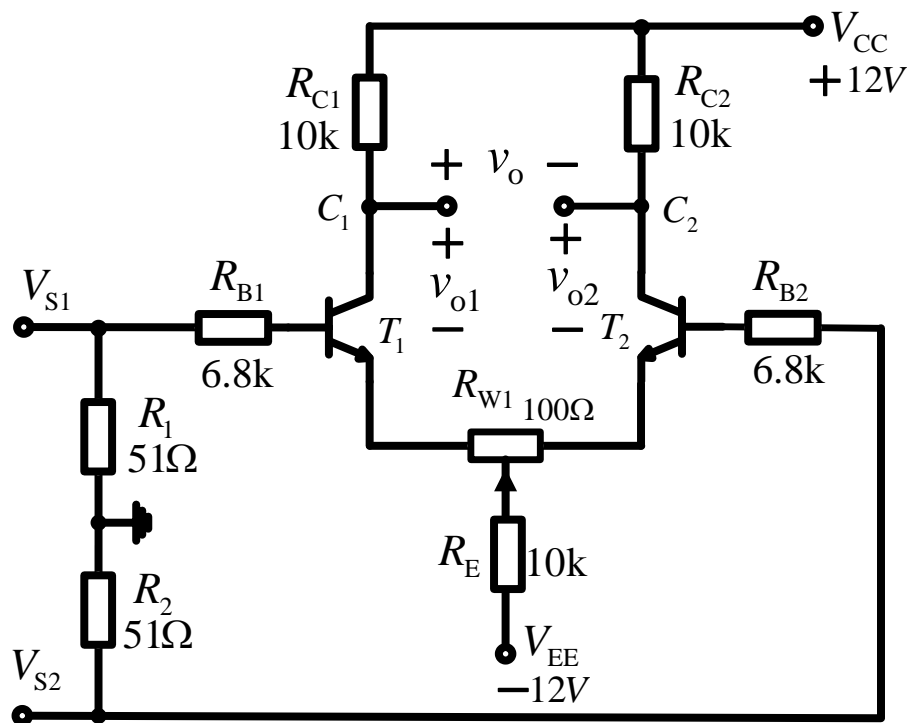 V_CC
+12V
R_C1
10k
R_C2
10k
+ v_o −
C_1
C_2
+
v_o1
−
+
v_o2
−
V_S1
R_B1
6.8k
T_1
T_2
R_B2
6.8k
R_W1 100Ω
R_1
51Ω
R_E 10k
R_2
51Ω
V_S2
V_EE
−12V